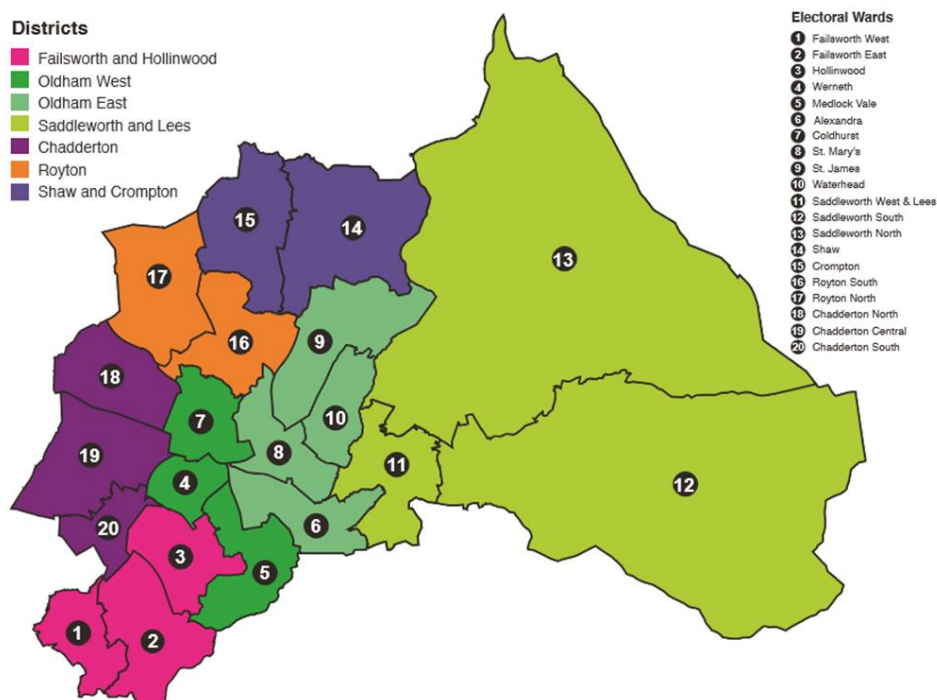 Districts
Failsworth and Hollinwood
Oldham West
Oldham East
Saddleworth and Lees
Chadderton
Royton
Shaw and Crompton
Electoral Wards
1 Failsworth West
2 Failsworth East
3 Hollinwood
4 Werneth
5 Medlock Vale
6 Alexandra
7 Coldhurst
8 St. Mary's
9 St. James
10 Waterhead
11 Saddleworth West & Lees
12 Saddleworth South
13 Saddleworth North
14 Shaw
15 Crompton
16 Royton South
17 Royton North
18 Chadderton North
19 Chadderton Central
20 Chadderton South
15
14
13
17
16
9
18
7
10
8
19
11
4
12
20
6
3
5
1
2